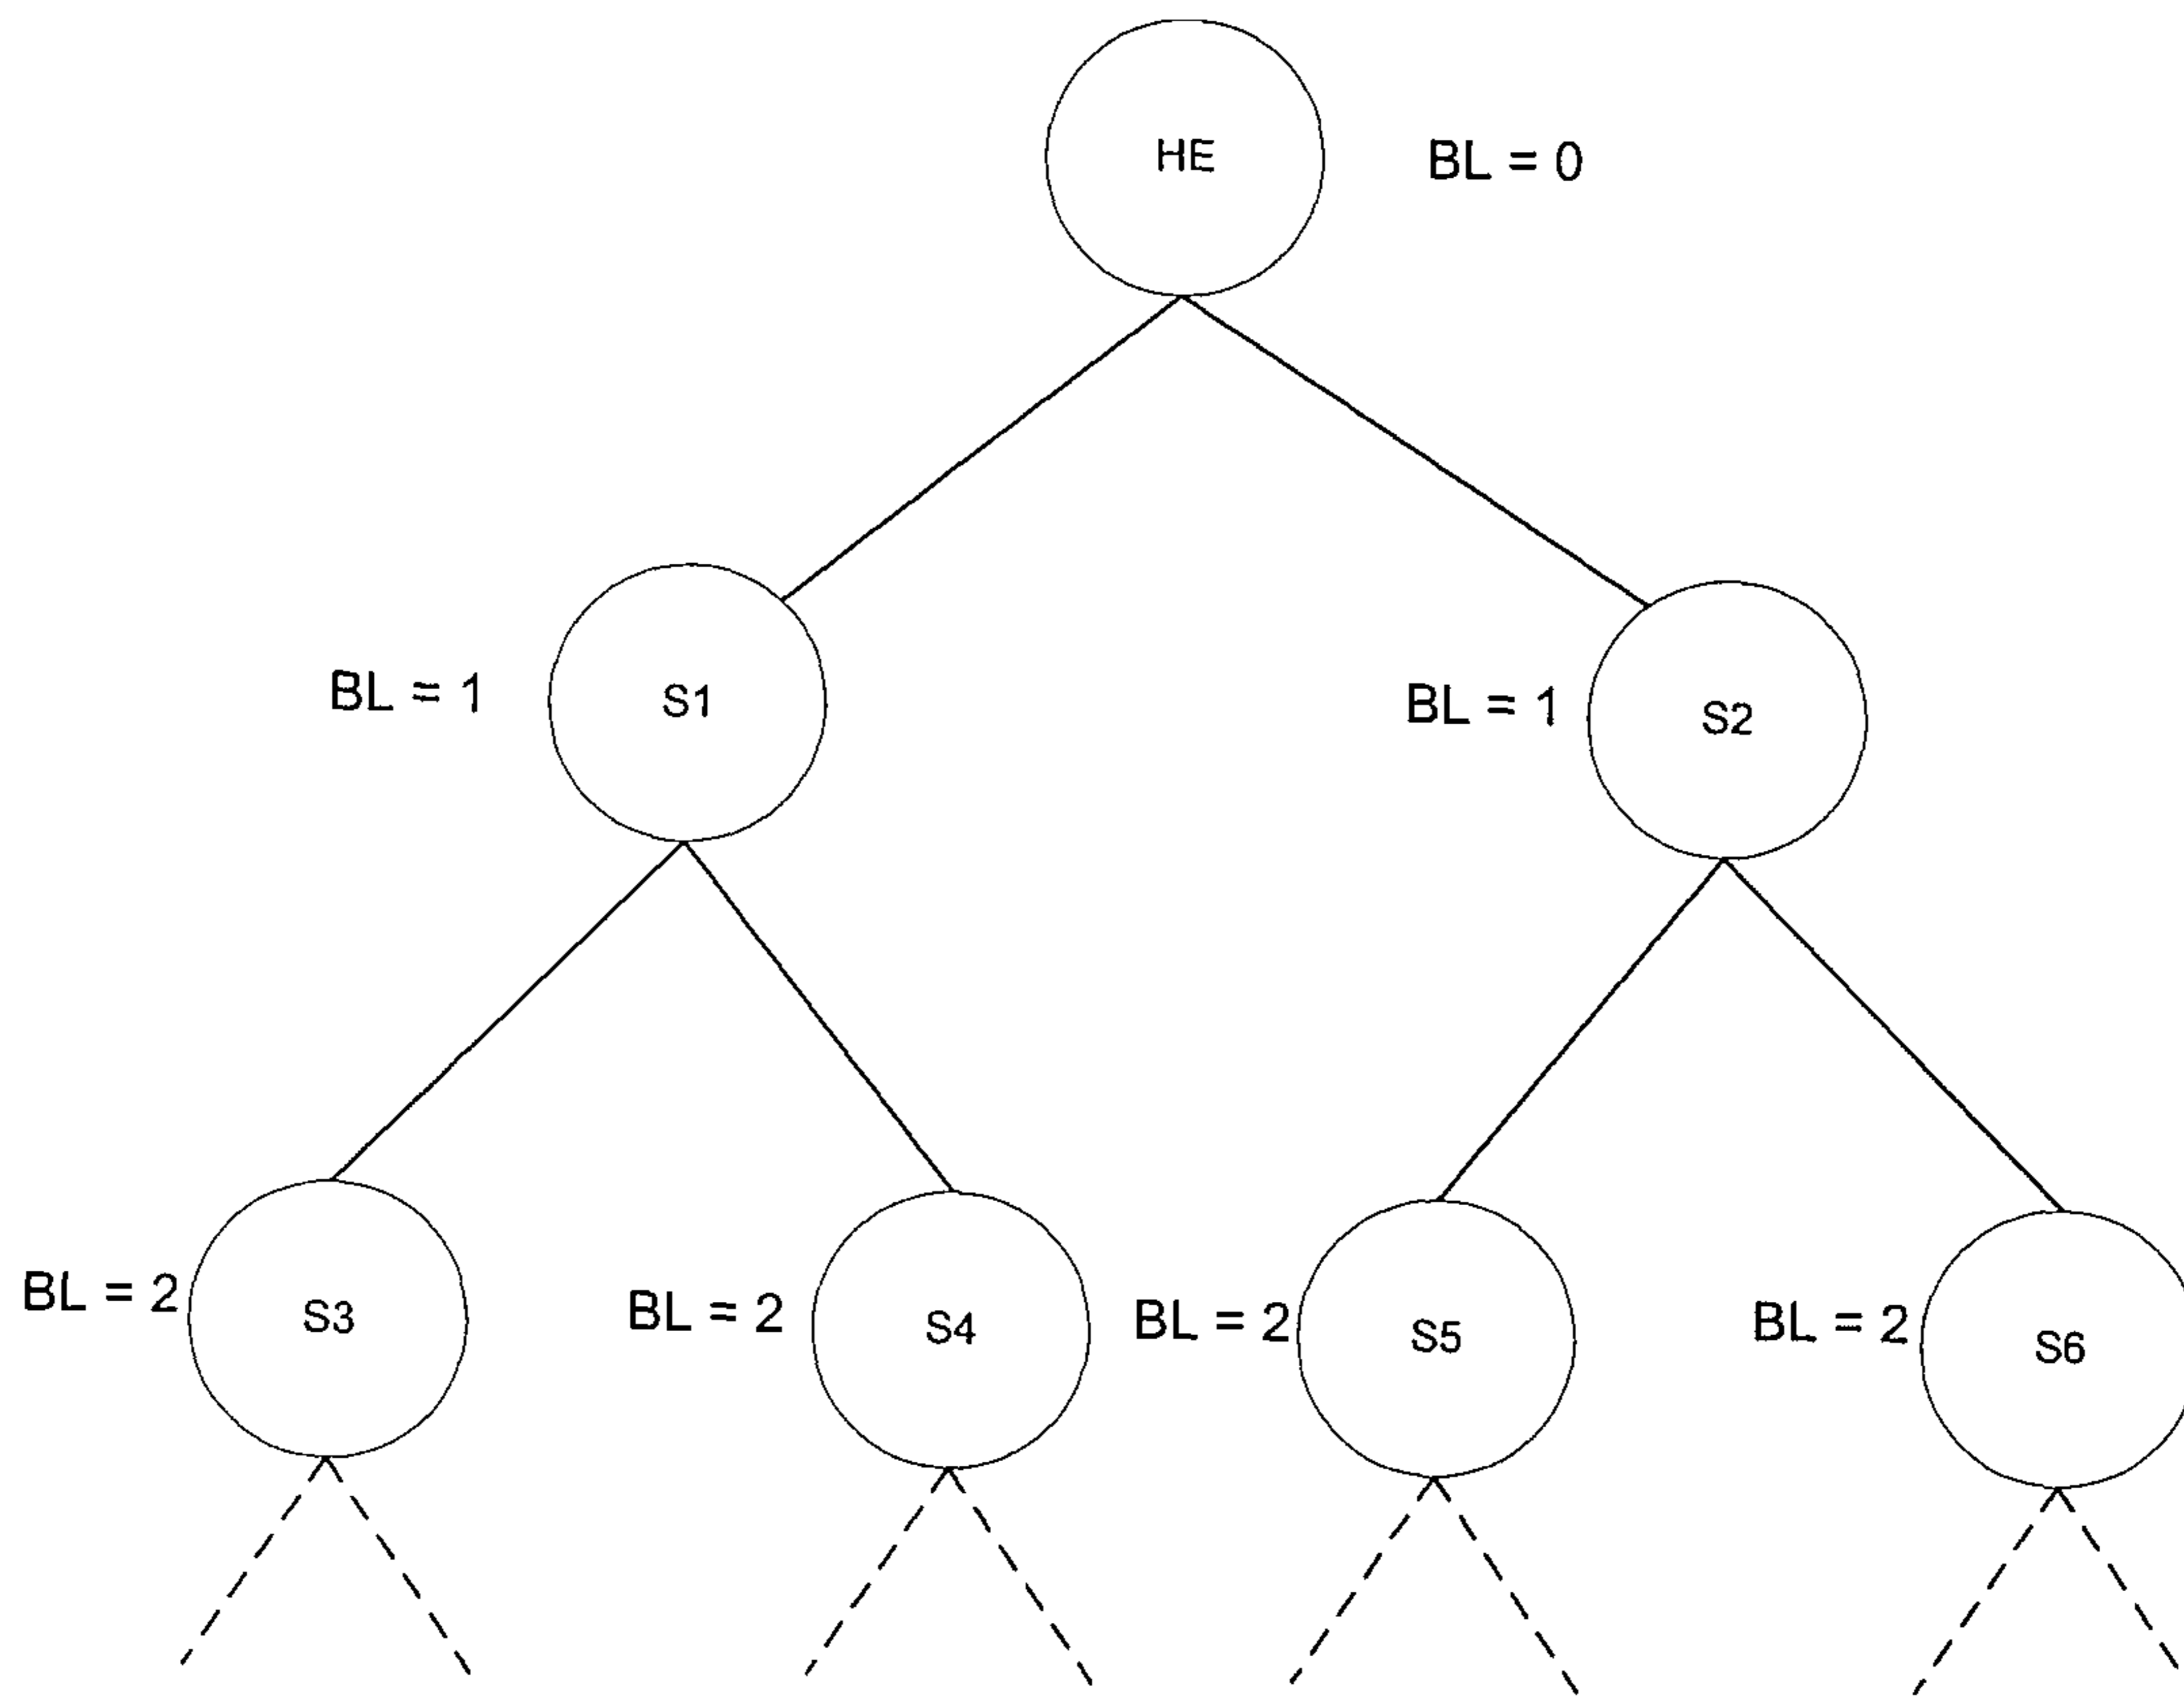 HE
BL = 0
BL = 1
S1
BL = 1
S2
BL = 2
S3
BL = 2
S4
BL = 2
S5
BL = 2
S6